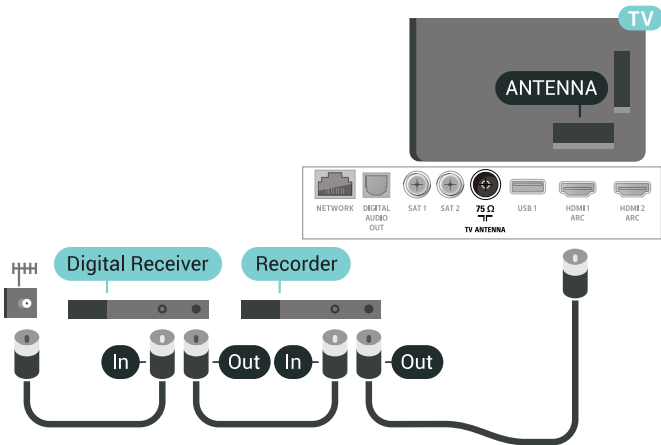 TV
ANTENNA
NETWORK
DIGITAL
AUDIO
OUT
SAT 1
SAT 2
75 Ω
TV ANTENNA
USB 1
HDMI 1
ARC
HDMI 2
ARC
Digital Receiver
Recorder
In
Out
In
Out